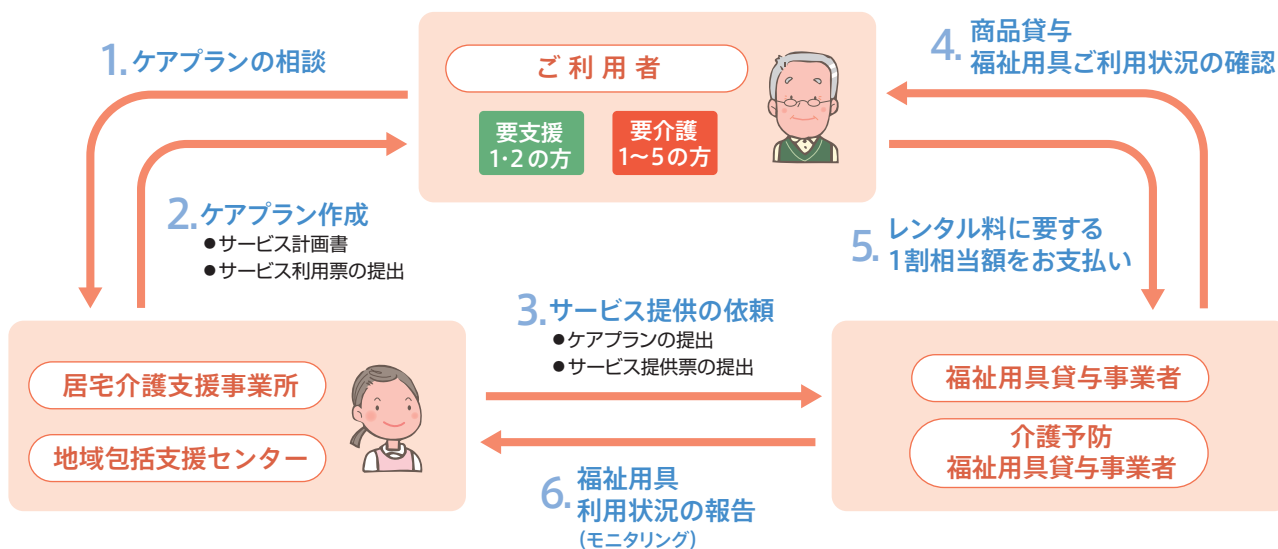 1.ケアプランの相談
ご利用者
要支援
1・2の方
要介護
1〜5の方
4.商品貸与
福祉用具ご利用状況の確認
2.ケアプラン作成
●サービス計画書
●サービス利用票の提出
5.レンタル料に要する
1割相当額をお支払い
3.サービス提供の依頼
●ケアプランの提出
●サービス提供票の提出
居宅介護支援事業所
地域包括支援センター
福祉用具貸与事業者
介護予防
福祉用具貸与事業者
6.福祉用具
利用状況の報告
(モニタリング)